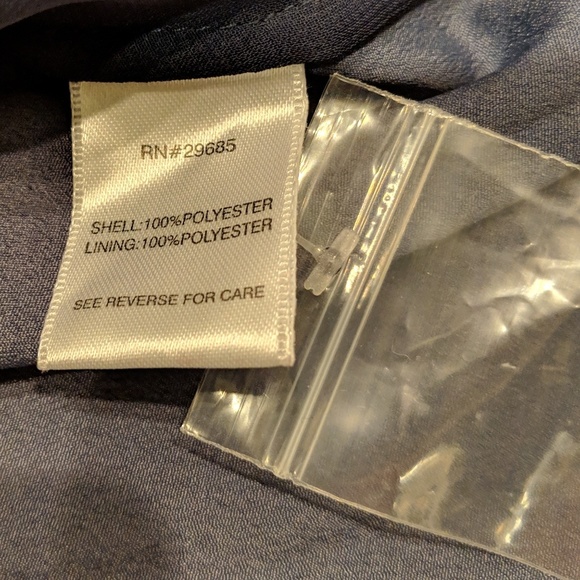 RN#29685
SHELL:100%POLYESTER
LINING:100%POLYESTER
SEE REVERSE FOR CARE